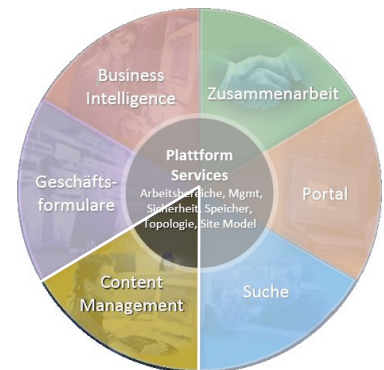 Business
Intelligence
Zusammenarbeit
Geschäfts-
formulare
Plattform
Services
Arbeitsbereiche, Mgmt,
Sicherheit, Speicher,
Topologie, Site Model
Portal
Content
Management
Suche